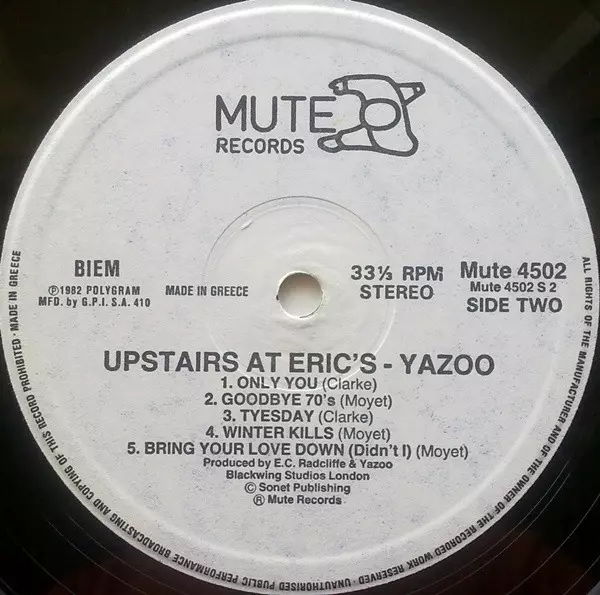 MUTE
RECORDS
BIEM
℗1982 POLYGRAM
MFD. by G.P.I. S.A. 410
MADE IN GREECE
33⅓ RPM
STEREO
Mute 4502
Mute 4502 S 2
SIDE TWO
UPSTAIRS AT ERIC'S - YAZOO
1. ONLY YOU (Clarke)
2. GOODBYE 70's (Moyet)
3. TYESDAY (Clarke)
4. WINTER KILLS (Moyet)
5. BRING YOUR LOVE DOWN (Didn't I) (Moyet)
Produced by E.C. Radcliffe & Yazoo
Blackwing Studios London
© Sonet Publishing
® Mute Records
ALL RIGHTS OF THE MANUFACTURER AND OF THE OWNER OF THE RECORDED WORK RESERVED - UNAUTHORISED PUBLIC PERFORMANCE BROADCASTING AND COPYING OF THIS RECORD PROHIBITED - MADE IN GREECE